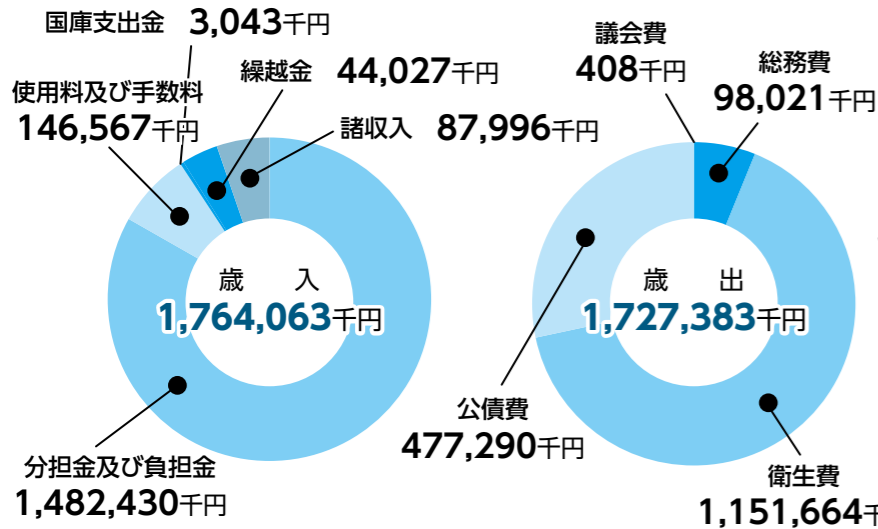 国庫支出金 3,043千円
繰越金 44,027千円
使用料及び手数料
146,567千円
諸収入 87,996千円
歳 入
1,764,063千円
分担金及び負担金
1,482,430千円
議会費
408千円
総務費
98,021千円
歳 出
1,727,383千円
公債費
477,290千円
衛生費
1,151,664千